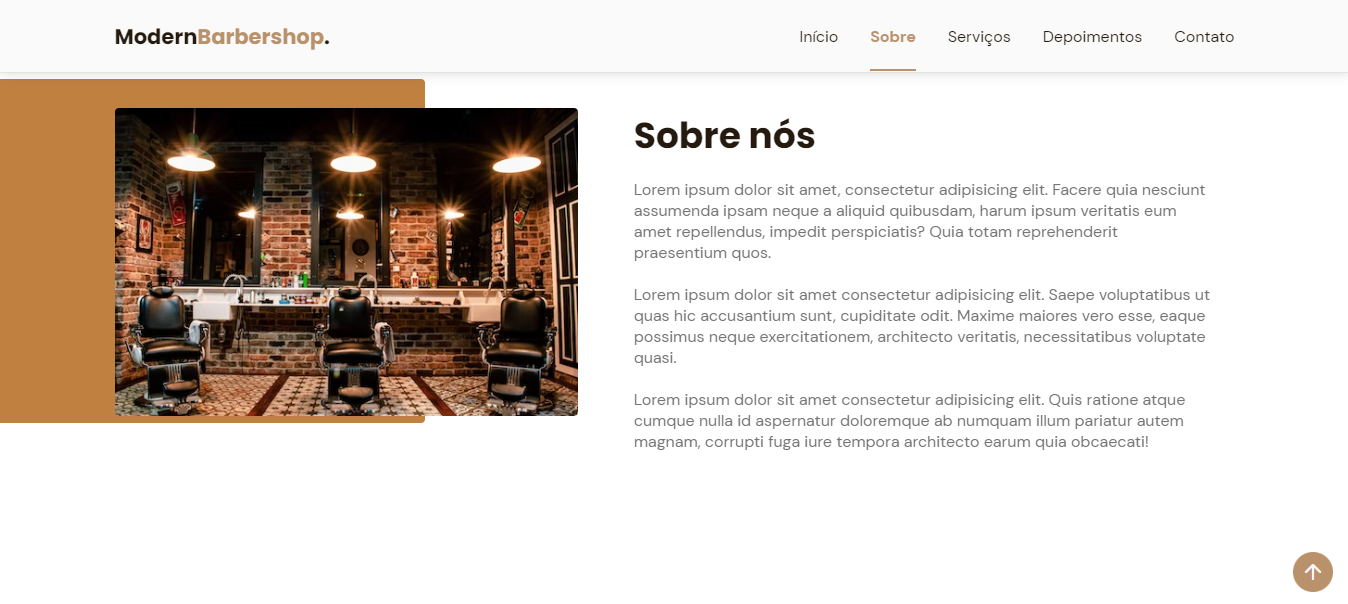 ModernBarbershop.
Início Sobre Serviços Depoimentos Contato
Sobre nós
Lorem ipsum dolor sit amet, consectetur adipisicing elit. Facere quia nesciunt
assumenda ipsam neque a aliquid quibusdam, harum ipsum veritatis eum
amet repellendus, impedit perspiciatis? Quia totam reprehenderit
praesentium quos.
Lorem ipsum dolor sit amet consectetur adipisicing elit. Saepe voluptatibus ut
quas hic accusantium sunt, cupiditate odit. Maxime maiores vero esse, eaque
possimus neque exercitationem, architecto veritatis, necessitatibus voluptate
quasi.
Lorem ipsum dolor sit amet consectetur adipisicing elit. Quis ratione atque
cumque nulla id aspernatur doloremque ab numquam illum pariatur autem
magnam, corrupti fuga iure tempora architecto earum quia obcaecati!